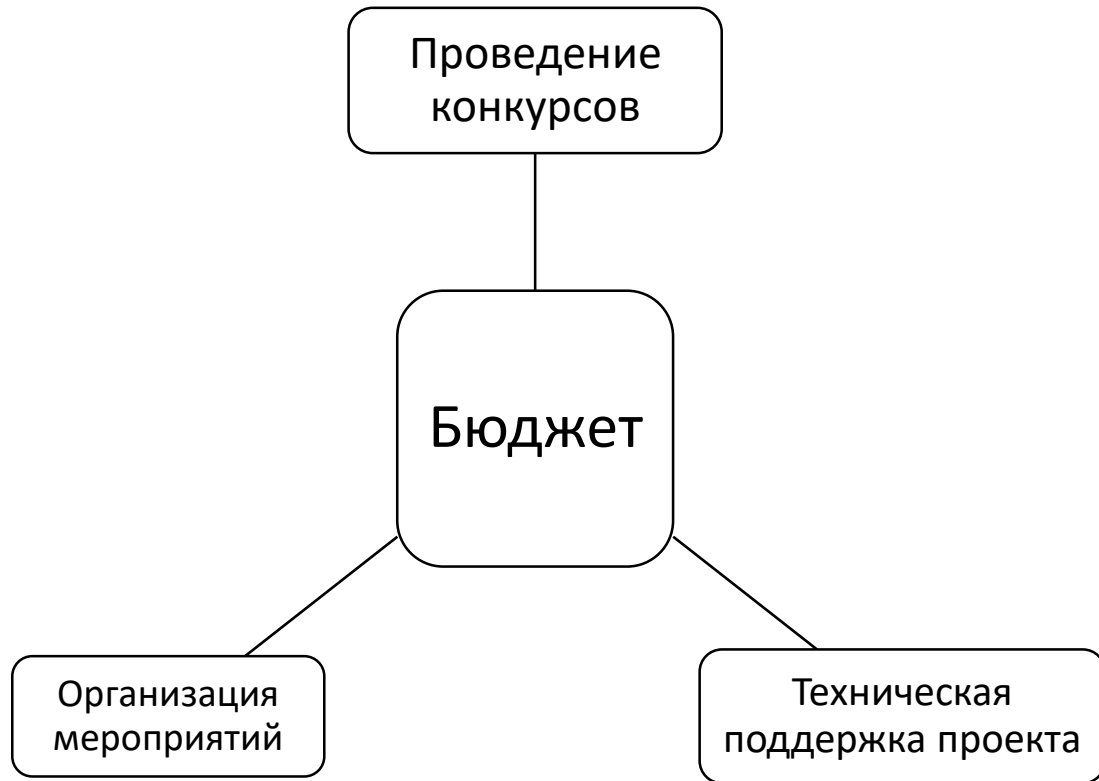 Проведение
конкурсов
Бюджет
Организация
мероприятий
Техническая
поддержка проекта